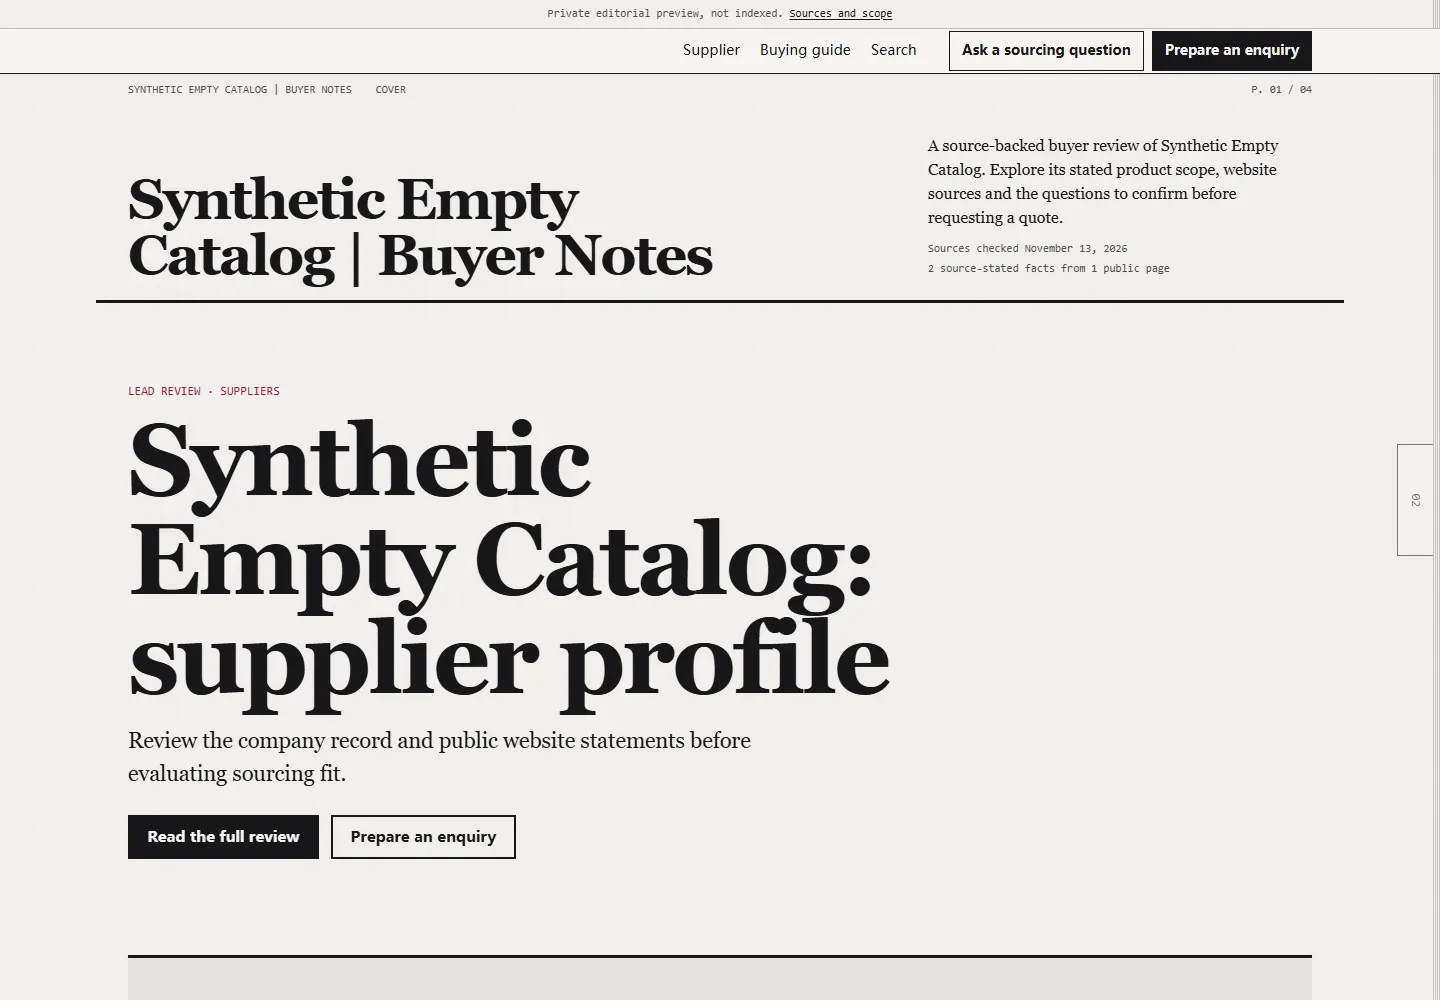 Private editorial preview, not indexed. Sources and scope
Supplier Buying guide Search Ask a sourcing question Prepare an enquiry
SYNTHETIC EMPTY CATALOG | BUYER NOTES COVER P. 01 / 04
Synthetic Empty
Catalog | Buyer Notes
A source-backed buyer review of Synthetic Empty
Catalog. Explore its stated product scope, website
sources and the questions to confirm before
requesting a quote.
Sources checked November 13, 2026
2 source-stated facts from 1 public page
LEAD REVIEW · SUPPLIERS
Synthetic
Empty Catalog:
supplier profile
02
Review the company record and public website statements before
evaluating sourcing fit.
Read the full review Prepare an enquiry